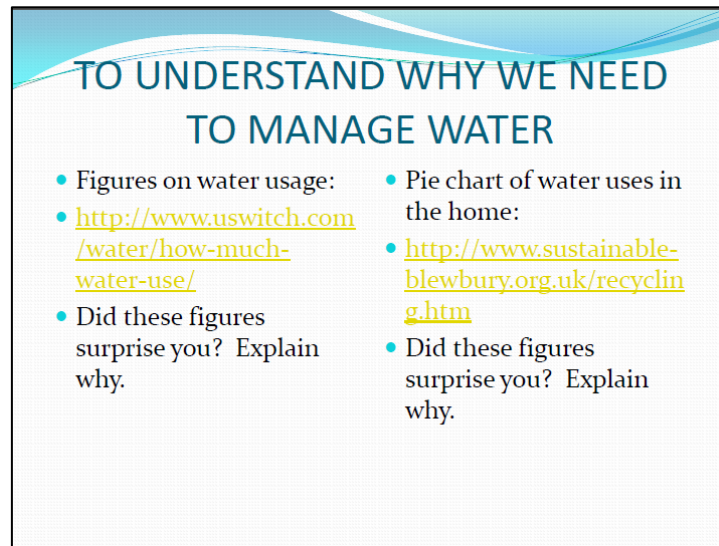 TO UNDERSTAND WHY WE NEED
TO MANAGE WATER
Figures on water usage:
http://www.uswitch.com
/water/how-much-
water-use/
Did these figures
surprise you? Explain
why.
Pie chart of water uses in
the home:
http://www.sustainable-
blewbury.org.uk/recyclin
g.htm
Did these figures
surprise you? Explain
why.